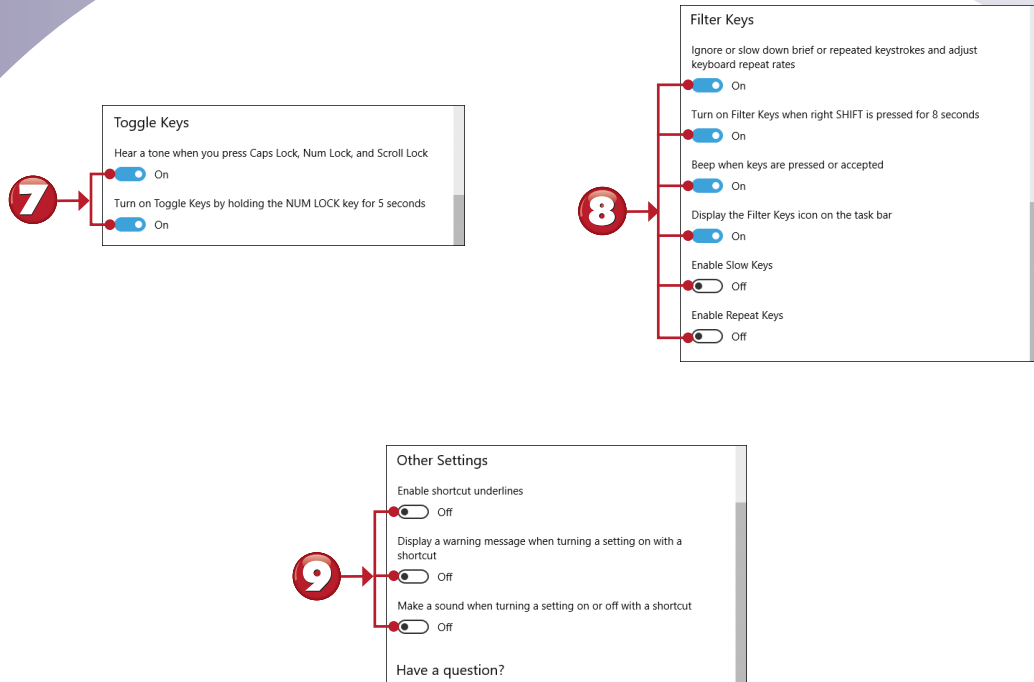 7
Toggle Keys
Hear a tone when you press Caps Lock, Num Lock, and Scroll Lock
On
Turn on Toggle Keys by holding the NUM LOCK key for 5 seconds
On
8
Filter Keys
Ignore or slow down brief or repeated keystrokes and adjust
keyboard repeat rates
On
Turn on Filter Keys when right SHIFT is pressed for 8 seconds
On
Beep when keys are pressed or accepted
On
Display the Filter Keys icon on the task bar
On
Enable Slow Keys
Off
Enable Repeat Keys
Off
9
Other Settings
Enable shortcut underlines
Off
Display a warning message when turning a setting on with a
shortcut
Off
Make a sound when turning a setting on or off with a shortcut
Off
Have a question?